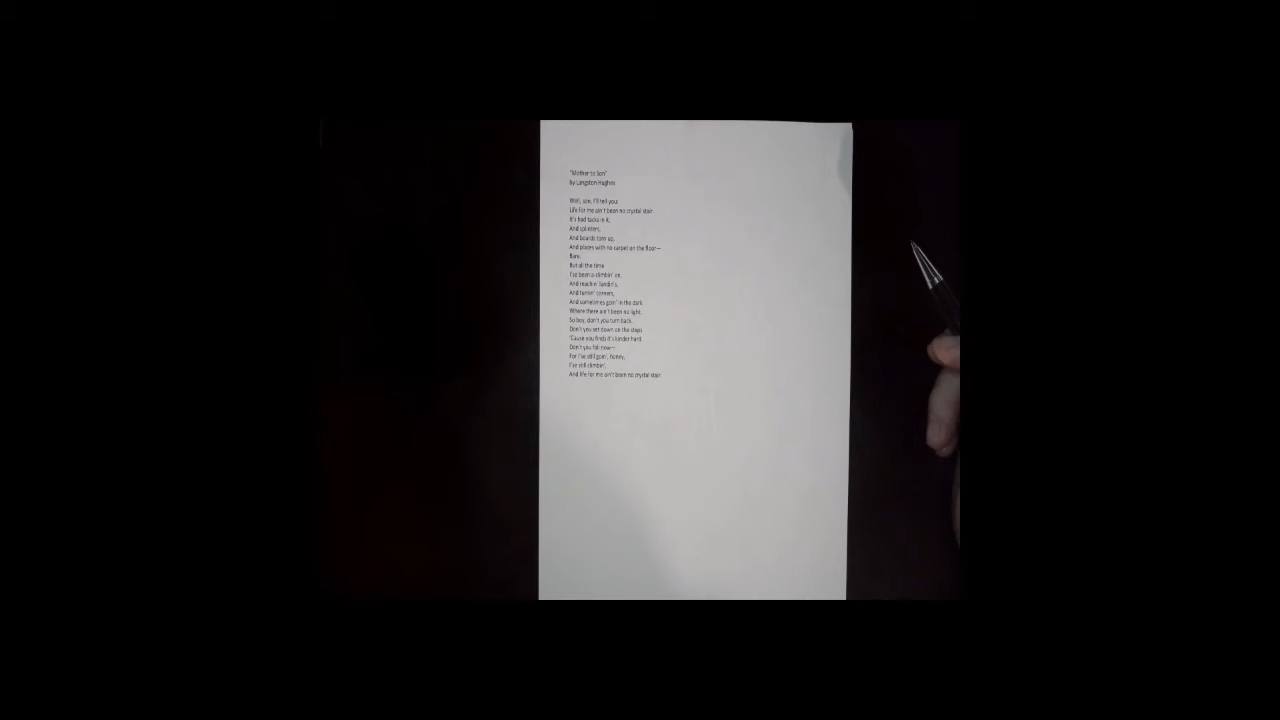 "Mother to Son"
by Langston Hughes
Well, son, I'll tell you:
Life for me ain't been no crystal stair.
It's had tacks in it,
And splinters,
And boards torn up,
And places with no carpet on the floor—
Bare.
But all the time
I'se been a-climbin' on,
And reachin' landin's,
And turnin' corners,
And sometimes goin' in the dark
Where there ain't been no light.
So boy, don't you turn back.
Don't you set down on the steps
'Cause you finds it's kinder hard.
Don't you fall now—
For I'se still goin', honey,
I'se still climbin',
And life for me ain't been no crystal stair.